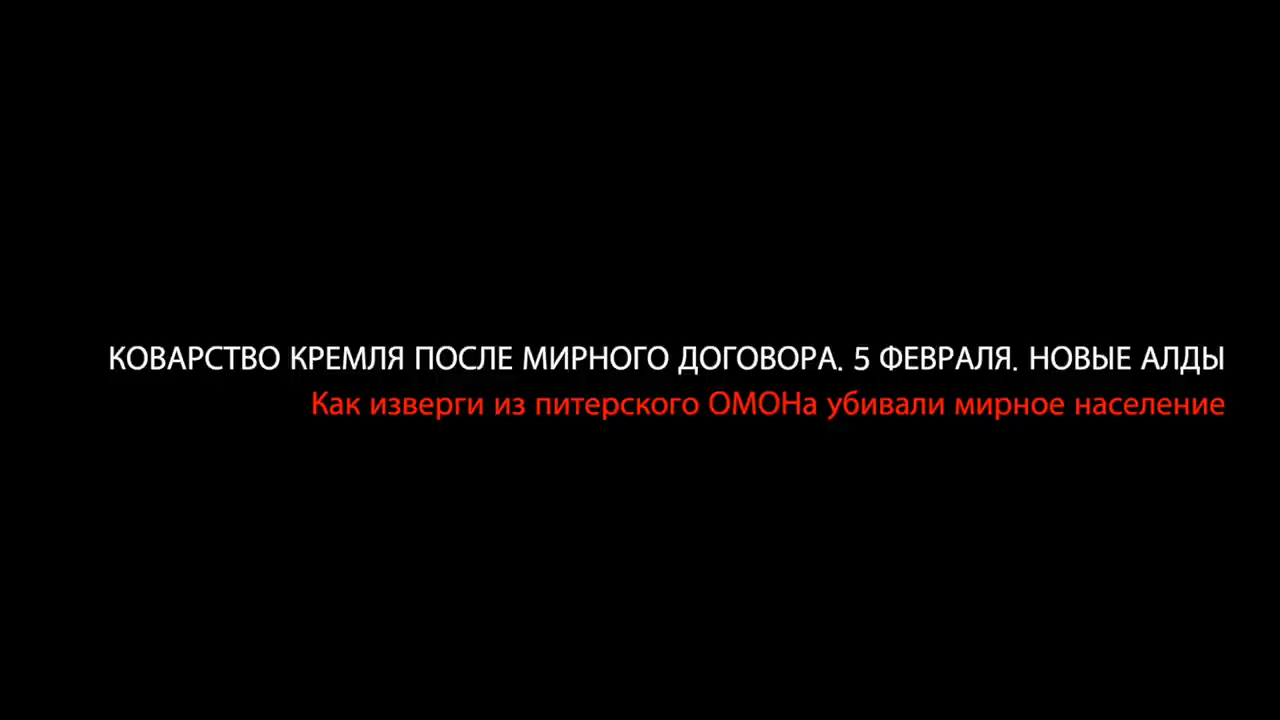 КОВАРСТВО КРЕМЛЯ ПОСЛЕ МИРНОГО ДОГОВОРА. 5 ФЕВРАЛЯ. НОВЫЕ АЛДЫ
Как изверги из питерского ОМОНа убивали мирное население